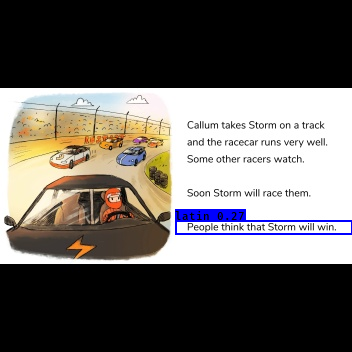 Callum takes Storm on a track
and the racecar runs very well.
Some other racers watch.
Soon Storm will race them.
latin 0.27
People think that Storm will win.